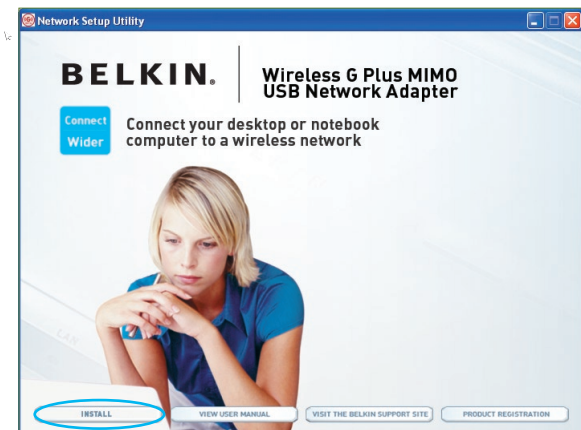 Network Setup Utility
BELKIN.
Wireless G Plus MIMO
USB Network Adapter
Connect
Wider
Connect your desktop or notebook
computer to a wireless network
LAN
INSTALL
VIEW USER MANUAL
VISIT THE BELKIN SUPPORT SITE
PRODUCT REGISTRATION